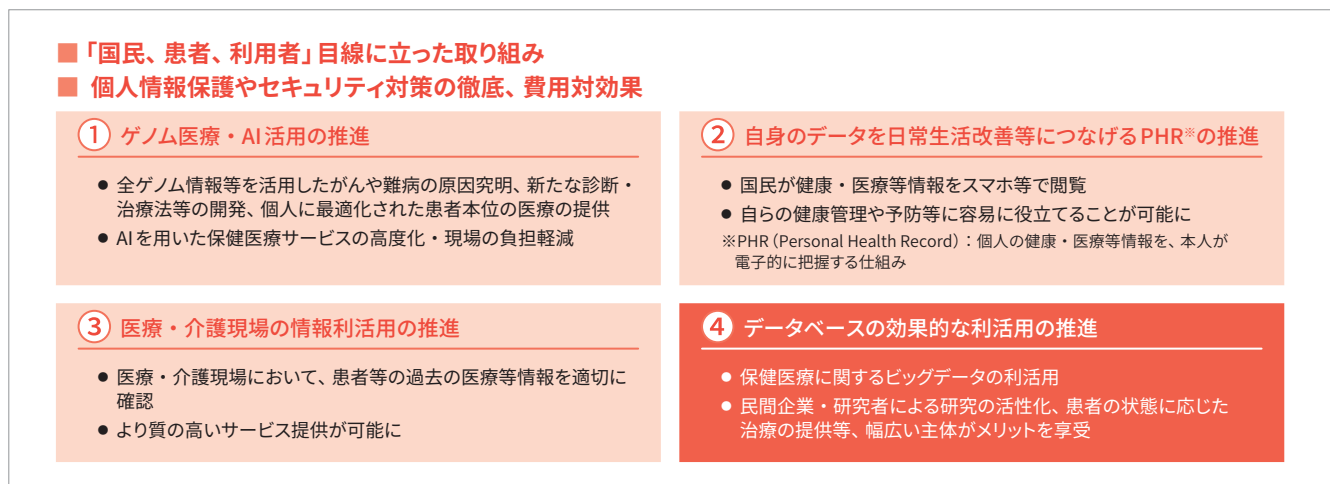 ■「国民、患者、利用者」目線に立った取り組み
■ 個人情報保護やセキュリティ対策の徹底、費用対効果
① ゲノム医療・AI活用の推進
● 全ゲノム情報等を活用したがんや難病の原因究明、新たな診断・
治療法等の開発、個人に最適化された患者本位の医療の提供
● AIを用いた保健医療サービスの高度化・現場の負担軽減
② 自身のデータを日常生活改善等につなげるPHR※の推進
● 国民が健康・医療等情報をスマホ等で閲覧
● 自らの健康管理や予防等に容易に役立てることが可能に
※PHR(Personal Health Record):個人の健康・医療等情報を、本人が
電子的に把握する仕組み
③ 医療・介護現場の情報利活用の推進
● 医療・介護現場において、患者等の過去の医療等情報を適切に
確認
● より質の高いサービス提供が可能に
④ データベースの効果的な利活用の推進
● 保健医療に関するビッグデータの利活用
● 民間企業・研究者による研究の活性化、患者の状態に応じた
治療の提供等、幅広い主体がメリットを享受